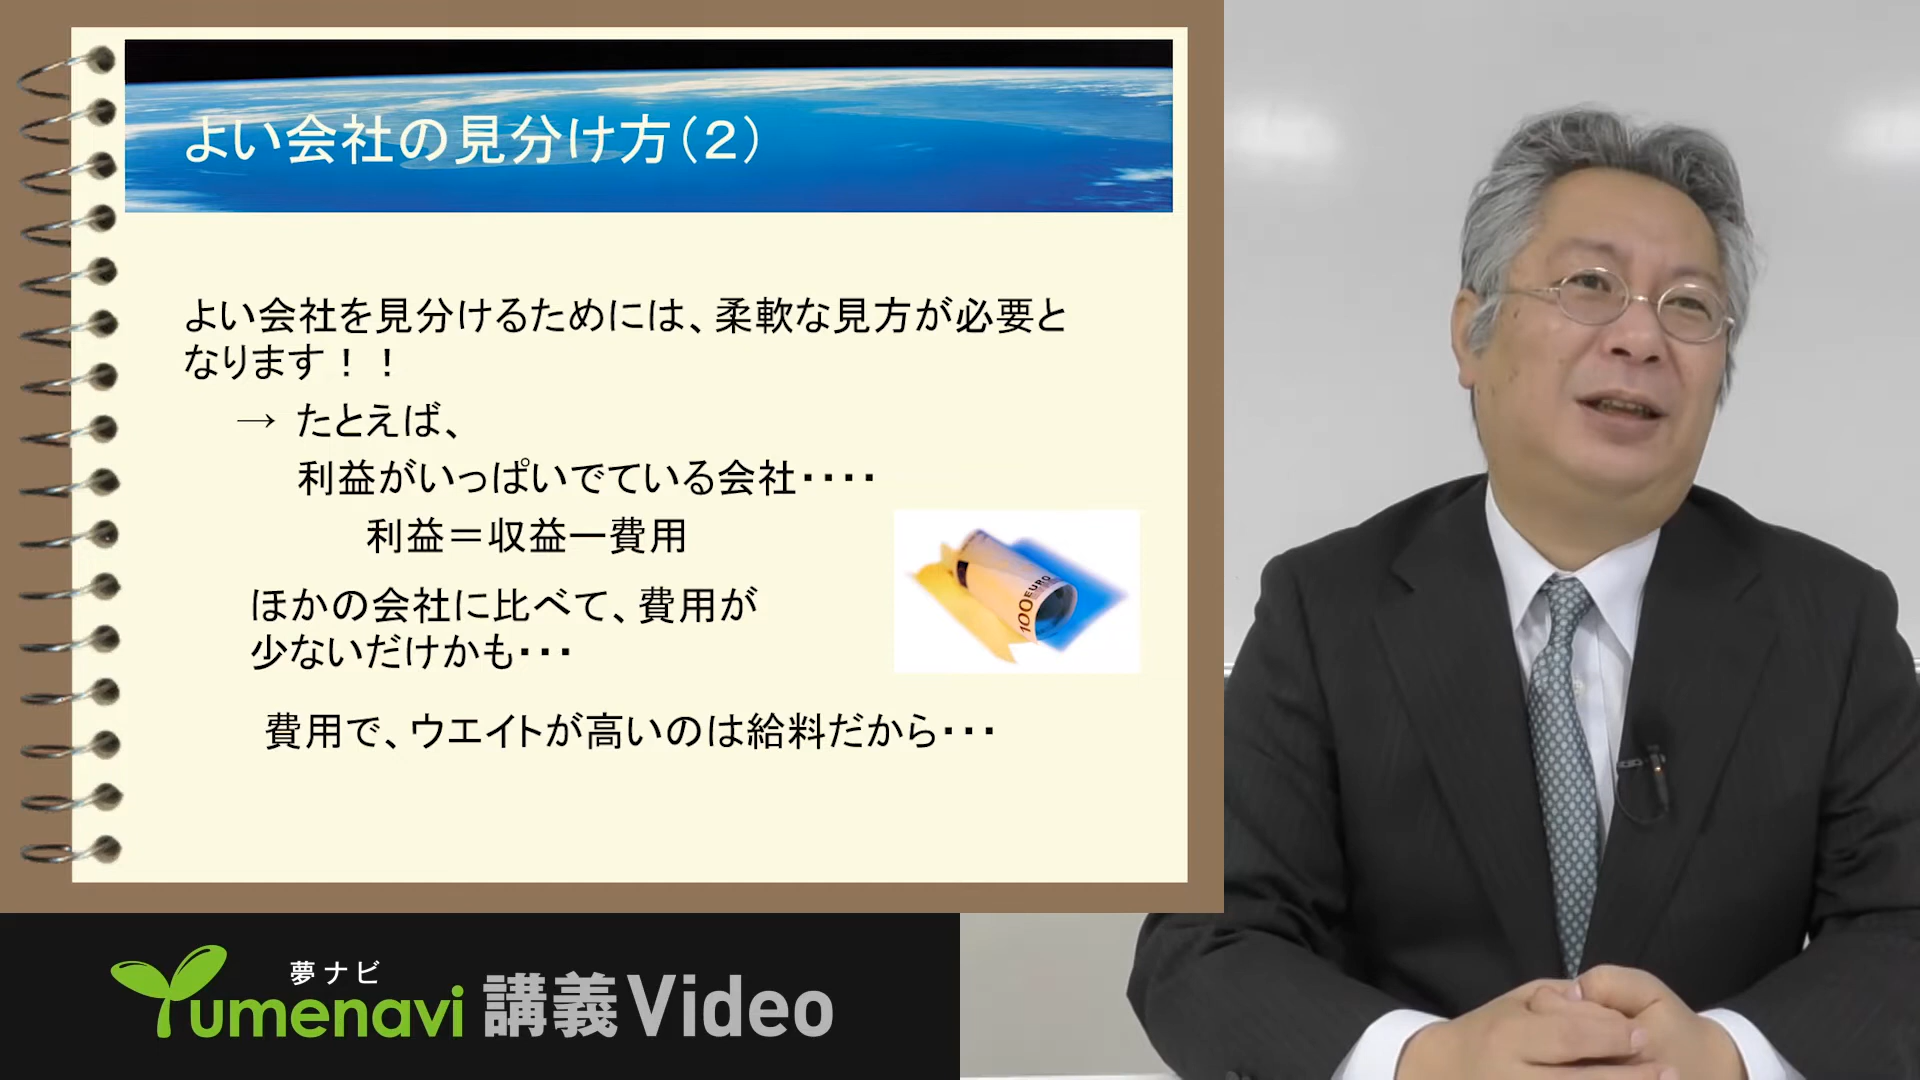 よい会社の見分け方（２）
よい会社を見分けるためには、柔軟な見方が必要と
なります！！
→ たとえば、
利益がいっぱいでている会社・・・・
利益＝収益－費用
ほかの会社に比べて、費用が
少ないだけかも・・・
100EURO
費用で、ウエイトが高いのは給料だから・・・
夢ナビ
Yumenavi 講義Video